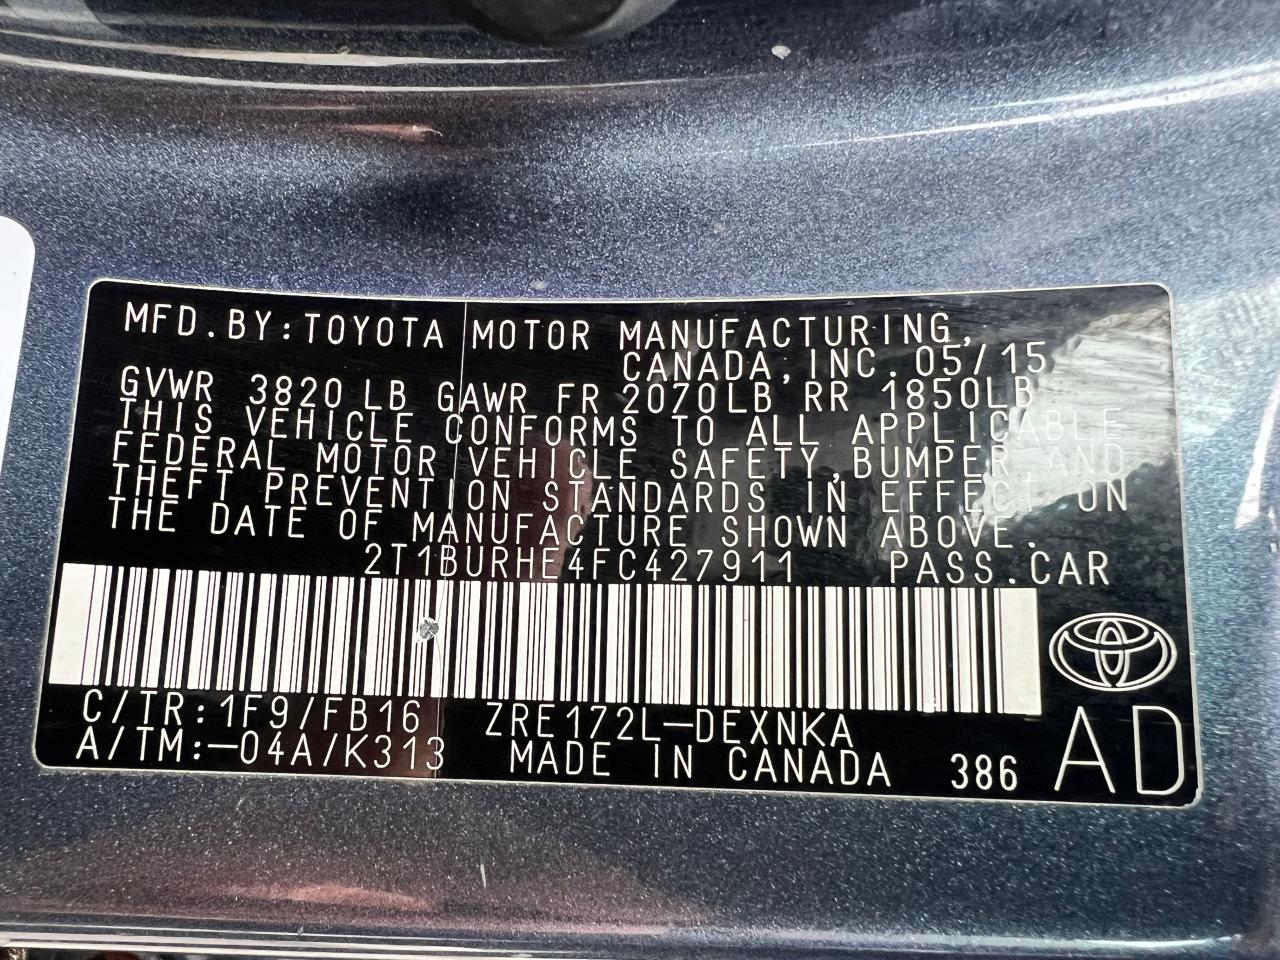 MFD.BY:TOYOTA MOTOR MANUFACTURING,
CANADA,INC. 05/15
GVWR 3820LB GAWR FR 2070LB RR 1850LB
THIS VEHICLE CONFORMS TO ALL APPLICABLE
FEDERAL MOTOR VEHICLE SAFETY,BUMPER AND
THEFT PREVENTION STANDARDS IN EFFECT ON
THE DATE OF MANUFACTURE SHOWN ABOVE.
2T1BURHE4FC427911 PASS.CAR
C/TR:1F9/FB16 ZRE172L-DEXNKA
A/TM:-04A/K313 MADE IN CANADA 386 AD